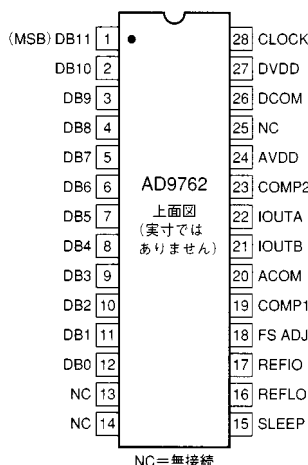 (MSB) DB11 1 28 CLOCK
DB10 2 27 DVDD
DB9 3 26 DCOM
DB8 4 25 NC
DB7 5 24 AVDD
DB6 6 AD9762 23 COMP2
DB5 7 上面図 22 IOUTA
DB4 8 (実寸では 21 IOUTB
DB3 9 ありません) 20 ACOM
DB2 10 19 COMP1
DB1 11 18 FS ADJ
DB0 12 17 REFIO
NC 13 16 REFLO
NC 14 15 SLEEP
NC=無接続